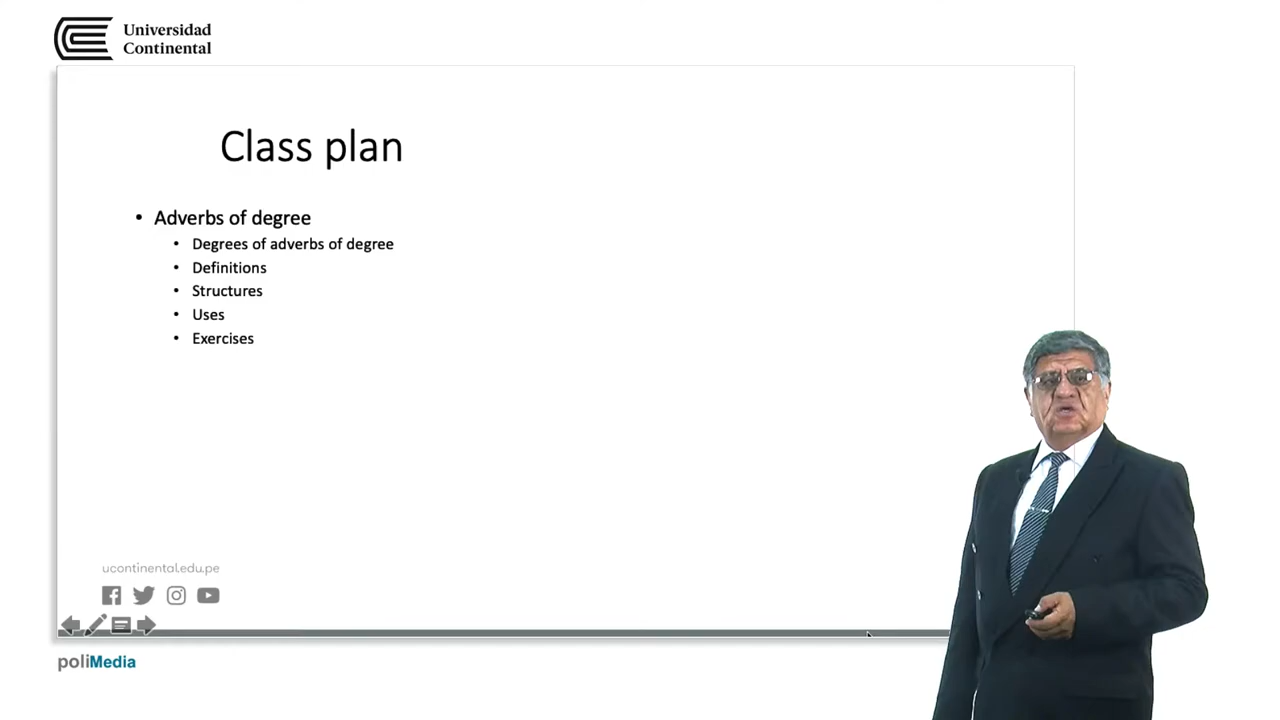 Universidad
Continental
Class plan
• Adverbs of degree
• Degrees of adverbs of degree
• Definitions
• Structures
• Uses
• Exercises
ucontinental.edu.pe
poliMedia